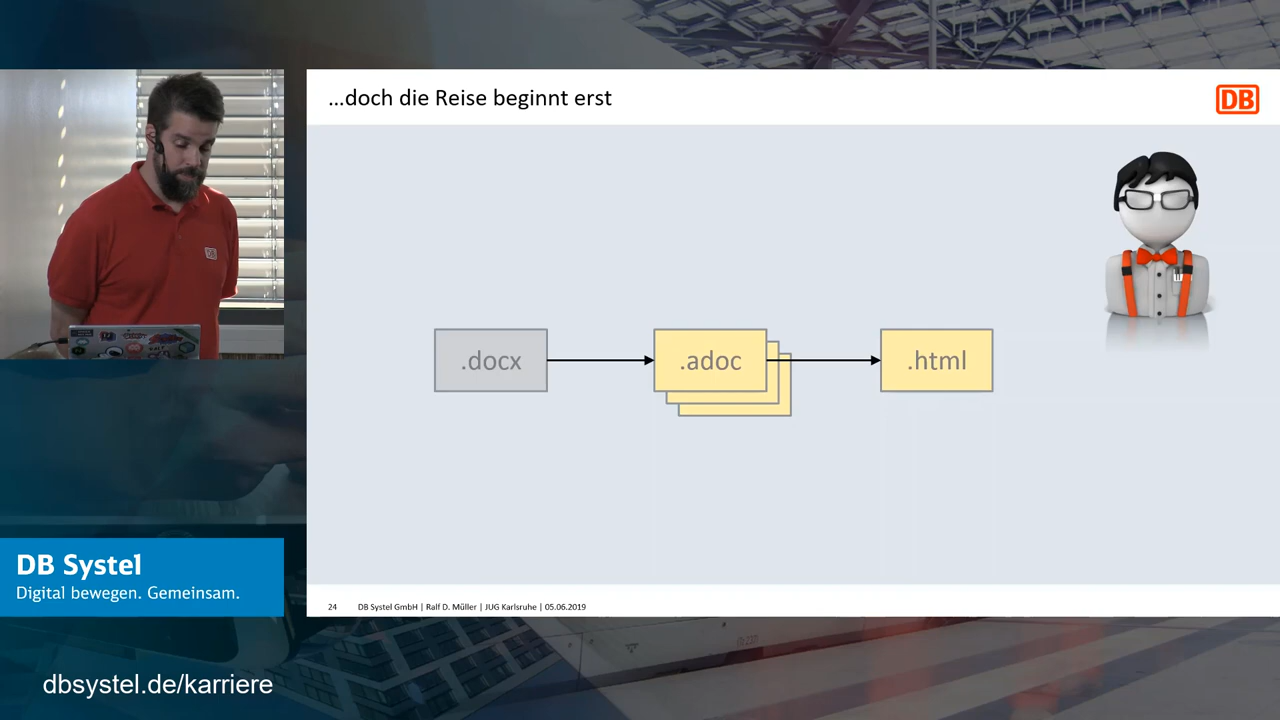 ...doch die Reise beginnt erst
DB
.docx
.adoc
.html
DB Systel
Digital bewegen. Gemeinsam.
24 DB Systel GmbH | Ralf D. Müller | JUG Karlsruhe | 05.06.2019
dbsystel.de/karriere